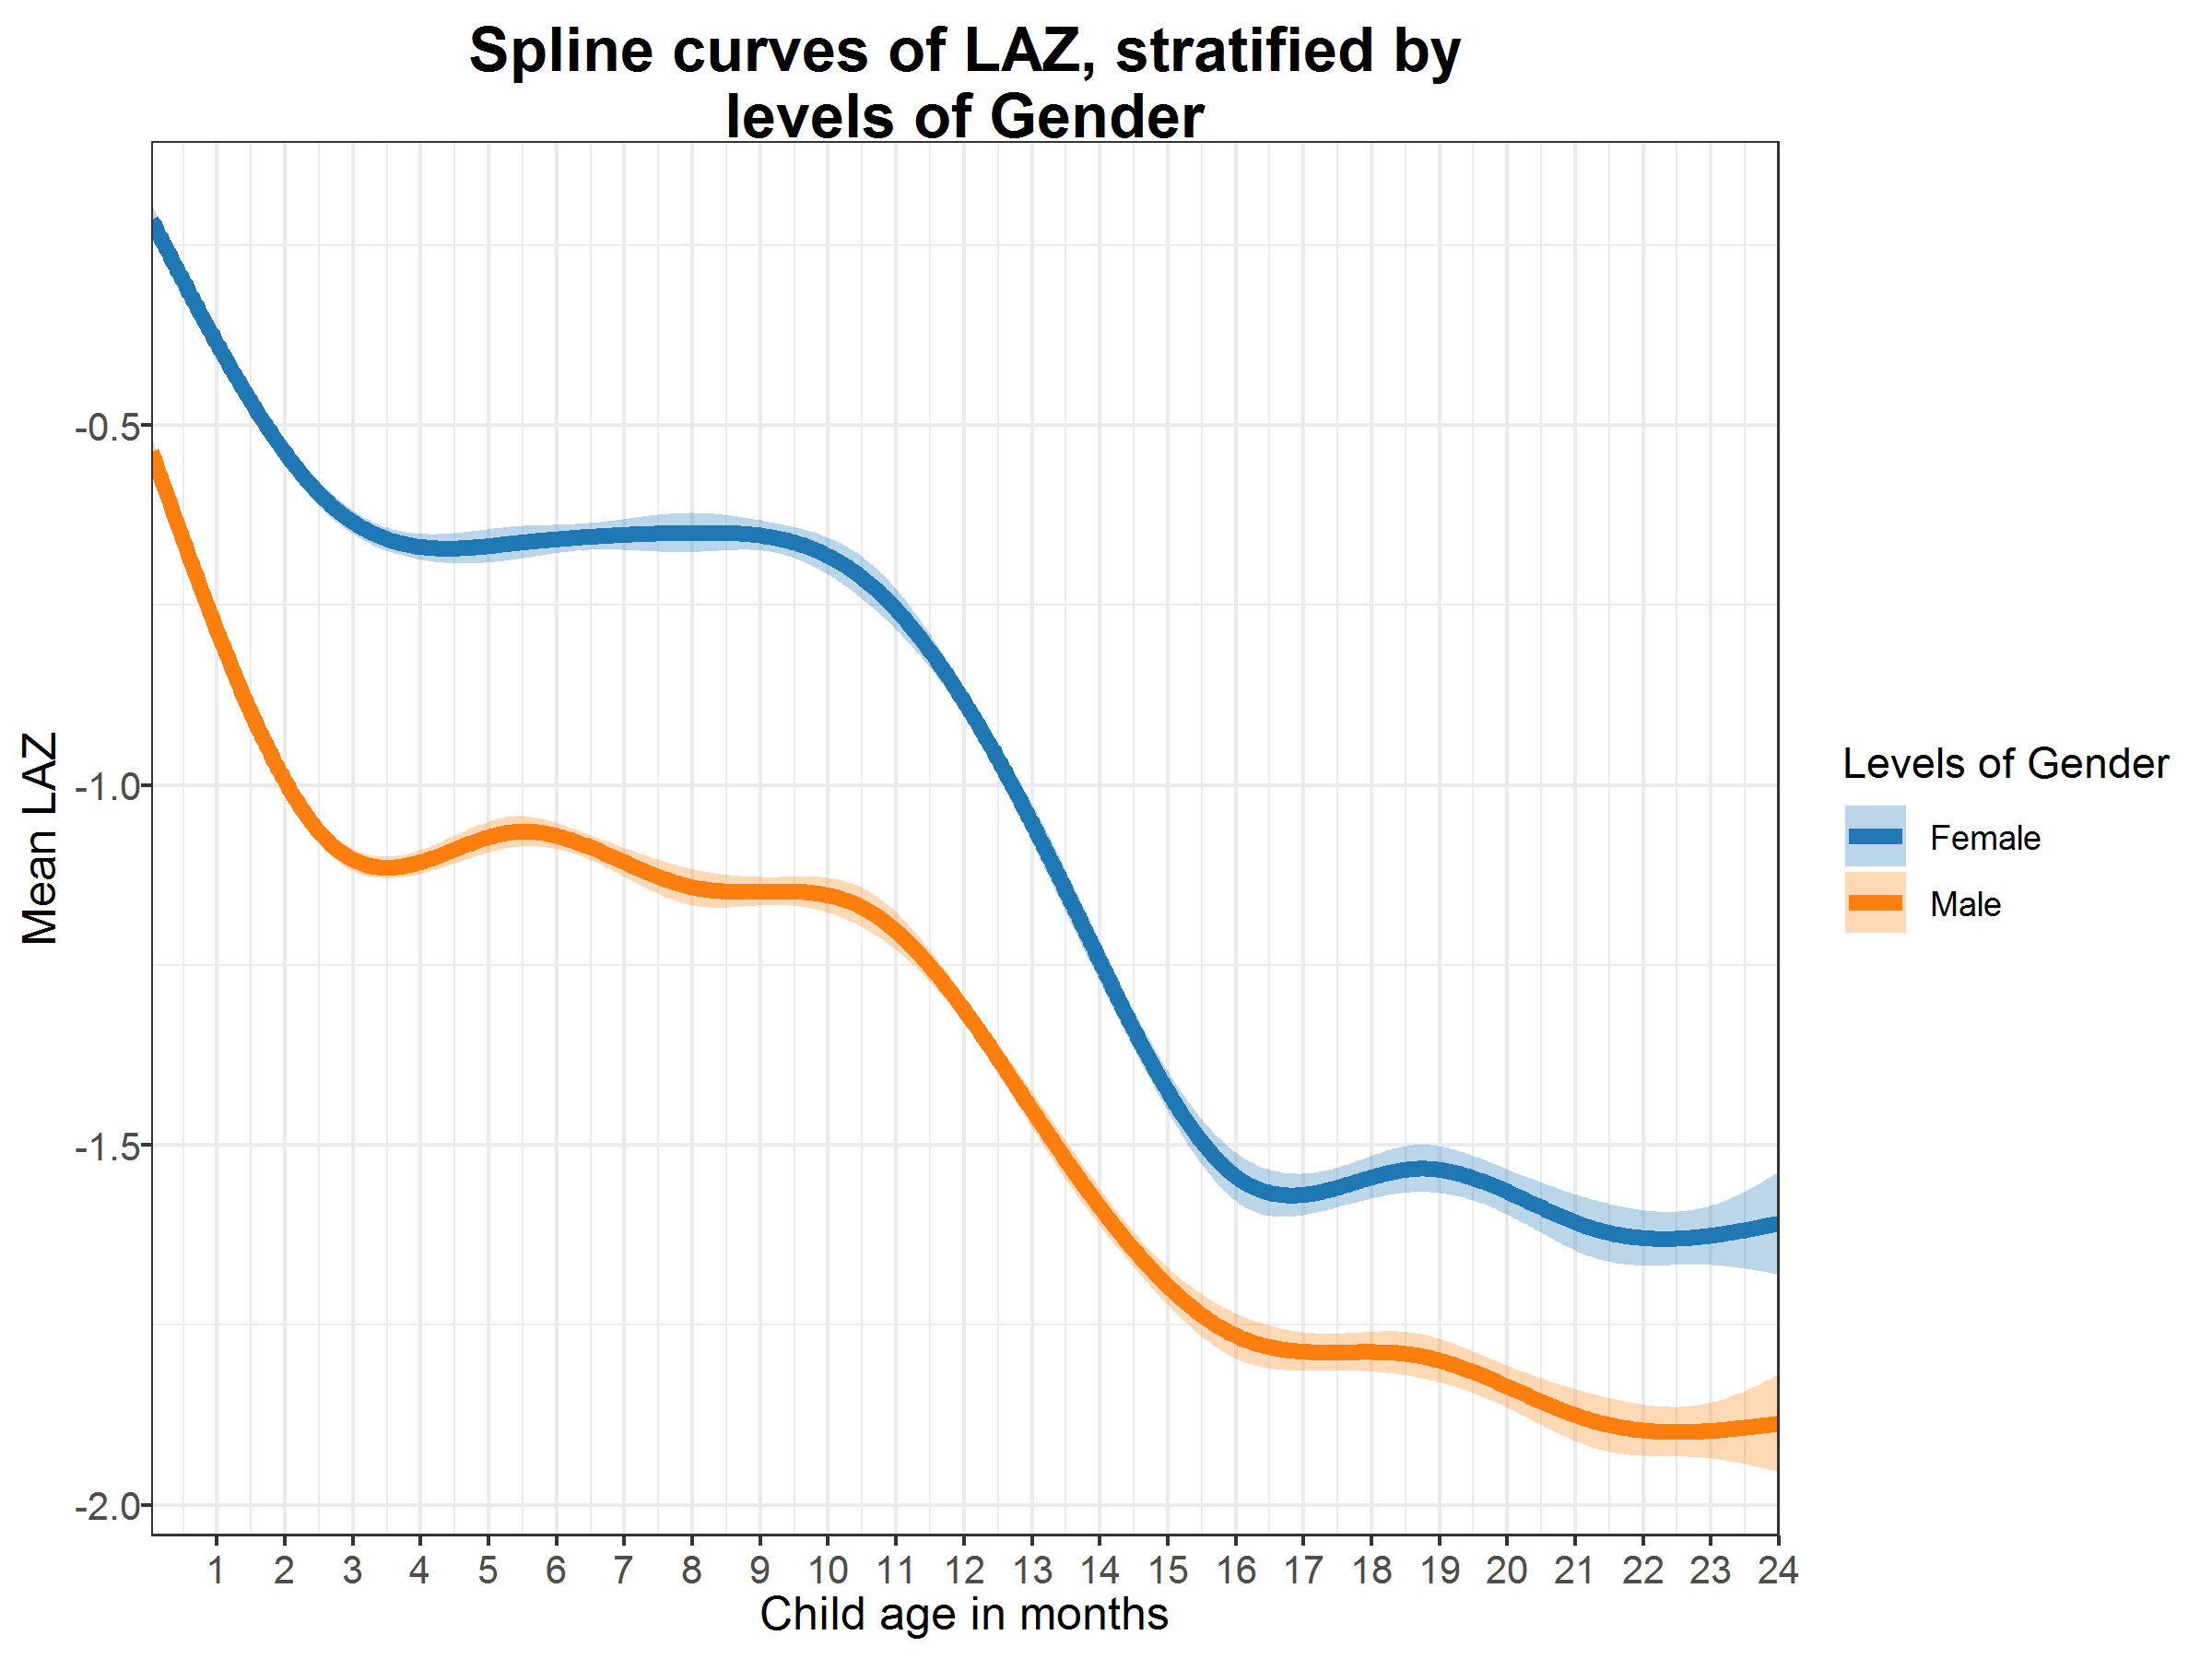 Spline curves of LAZ, stratified by
levels of Gender
Mean LAZ
-0.5
-1.0
-1.5
-2.0
1 2 3 4 5 6 7 8 9 10 11 12 13 14 15 16 17 18 19 20 21 22 23 24
Child age in months
Levels of Gender
Female
Male